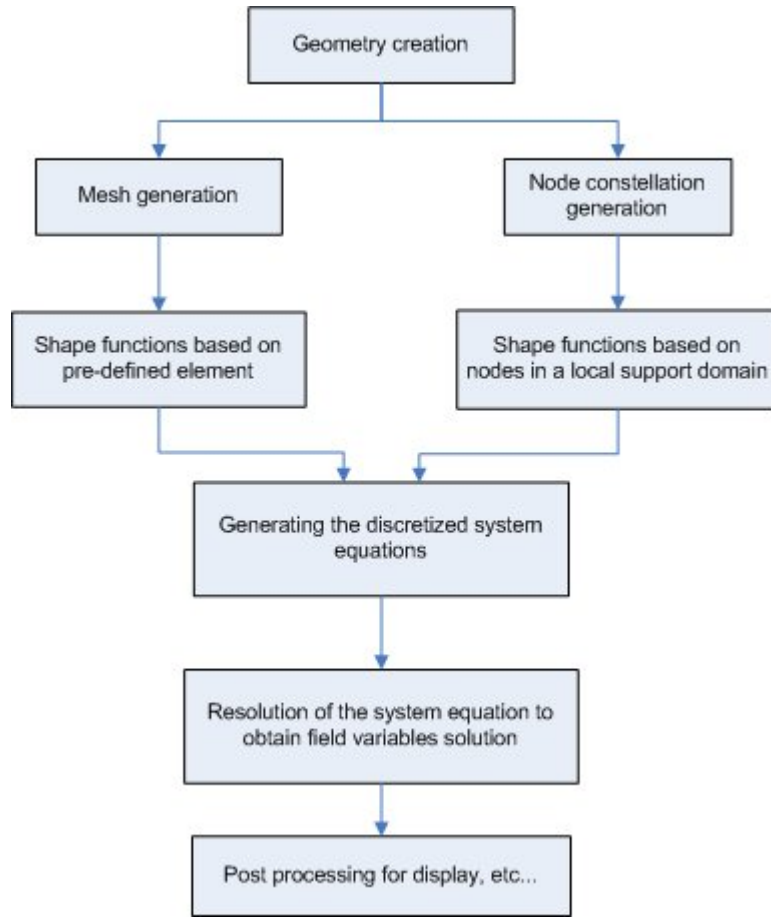 Geometry creation
Mesh generation
Node constellation
generation
Shape functions based on
pre-defined element
Shape functions based on
nodes in a local support domain
Generating the discretized system
equations
Resolution of the system equation to
obtain field variables solution
Post processing for display, etc...